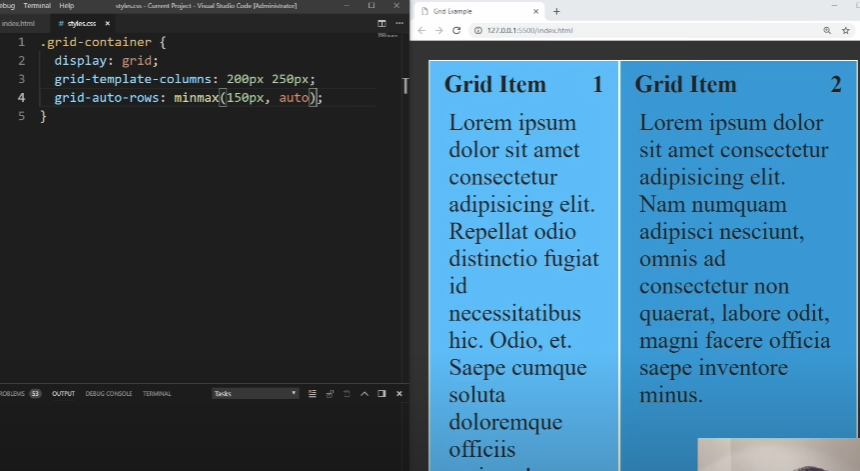 ebug Terminal Help styles.css - Current Project - Visual Studio Code [Administrator]
index.html # styles.css ×
1 .grid-container {
2 display: grid;
3 grid-template-columns: 200px 250px;
4 grid-auto-rows: minmax(150px, auto);
5 }
ROBLEMS 53 OUTPUT DEBUG CONSOLE TERMINAL Tasks
Grid Example
127.0.0.1:5500/index.html
Grid Item 1
Lorem ipsum
dolor sit amet
consectetur
adipisicing elit.
Repellat odio
distinctio fugiat
id
necessitatibus
hic. Odio, et.
Saepe cumque
soluta
doloremque
officiis
Grid Item 2
Lorem ipsum dolor
sit amet consectetur
adipisicing elit.
Nam numquam
adipisci nesciunt,
omnis ad
consectetur non
quaerat, labore odit,
magni facere officia
saepe inventore
minus.